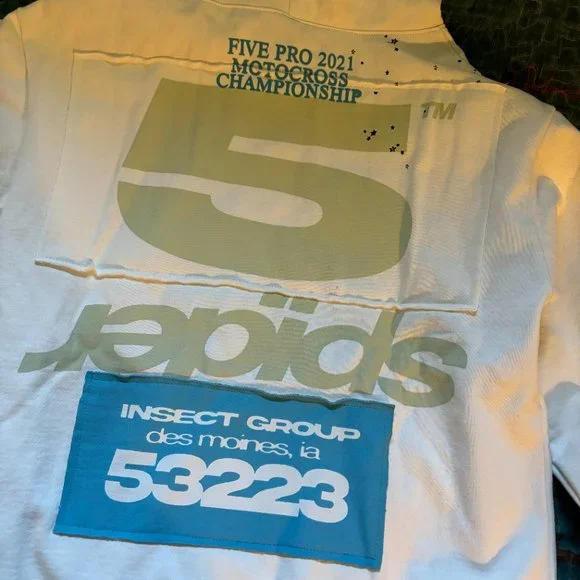 FIVE PRO 2021
MOTOCROSS
CHAMPIONSHIP
5™
spider
INSECT GROUP
des moines, ia
53223